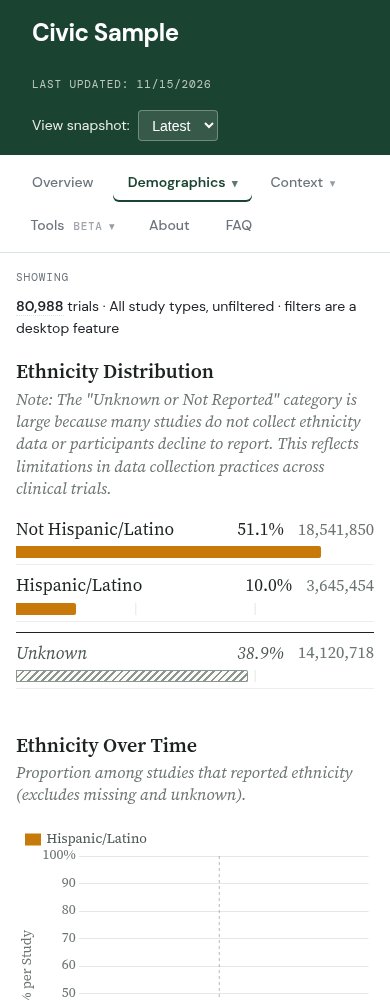 Civic Sample
LAST UPDATED: 11/15/2026
View snapshot: Latest
Overview Demographics ▾ Context ▾
Tools BETA ▾ About FAQ
SHOWING
80,988 trials · All study types, unfiltered · filters are a
desktop feature
Ethnicity Distribution
Note: The "Unknown or Not Reported" category is
large because many studies do not collect ethnicity
data or participants decline to report. This reflects
limitations in data collection practices across
clinical trials.
Not Hispanic/Latino 51.1% 18,541,850
Hispanic/Latino 10.0% 3,645,454
Unknown 38.9% 14,120,718
Ethnicity Over Time
Proportion among studies that reported ethnicity
(excludes missing and unknown).
Hispanic/Latino
100%
90
80
70
60
50
% per Study